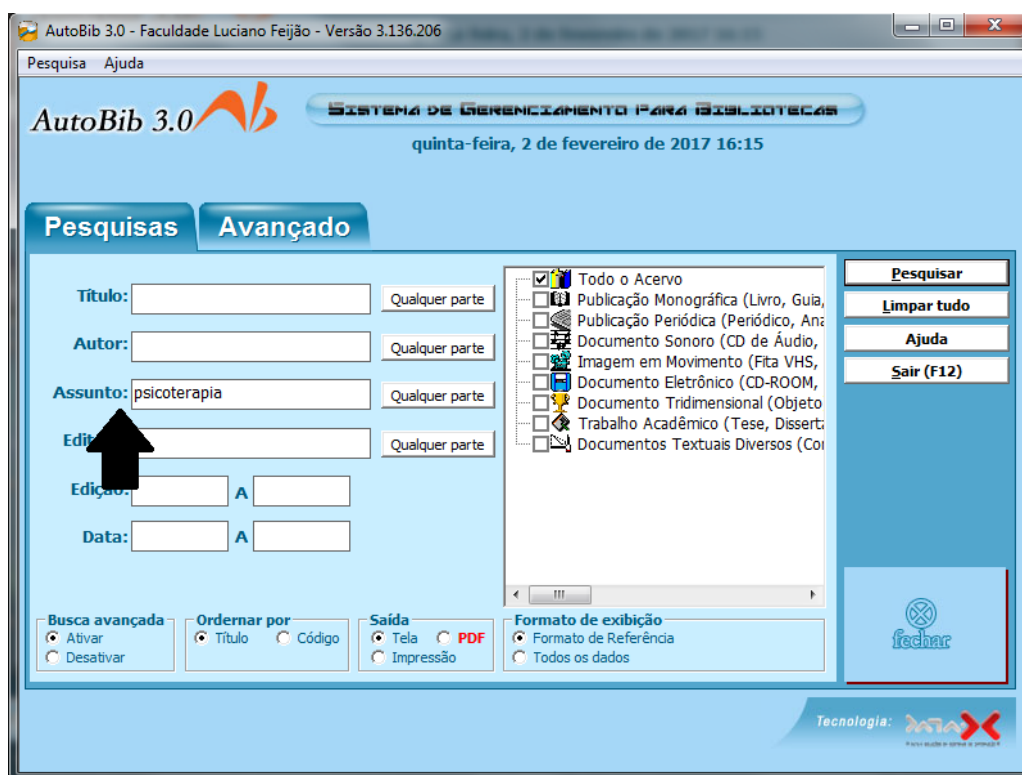 AutoBib 3.0 - Faculdade Luciano Feijão - Versão 3.136.206
Pesquisa Ajuda
AutoBib 3.0
Sistema de Gerenciamento Para Bibliotecas
quinta-feira, 2 de fevereiro de 2017 16:15
Pesquisas Avançado
Título: Qualquer parte
Autor: Qualquer parte
Assunto: psicoterapia Qualquer parte
Edit Qualquer parte
Edição: A
Data: A
Todo o Acervo
Publicação Monográfica (Livro, Guia,
Publicação Periódica (Periódico, Ana
Documento Sonoro (CD de Áudio,
Imagem em Movimento (Fita VHS,
Documento Eletrônico (CD-ROOM,
Documento Tridimensional (Objeto
Trabalho Acadêmico (Tese, Disserta
Documentos Textuais Diversos (Cor
Pesquisar
Limpar tudo
Ajuda
Sair (F12)
Busca avançada
Ativar
Desativar
Ordernar por
Título Código
Saída
Tela PDF
Impressão
Formato de exibição
Formato de Referência
Todos os dados
fechar
Tecnologia: